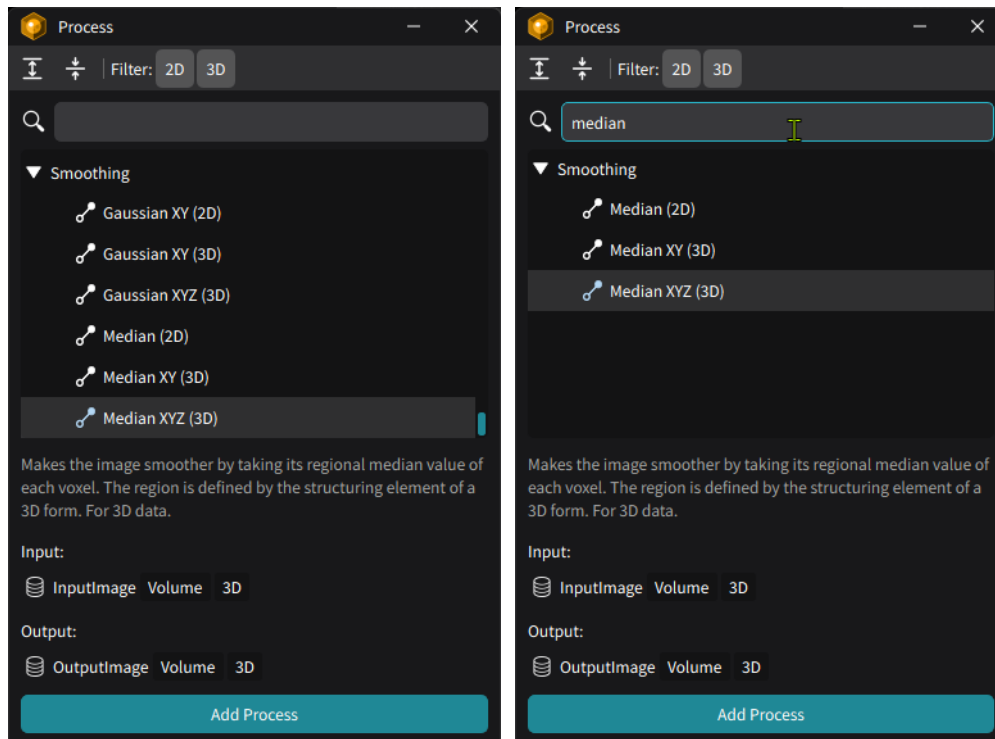 Process
Filter: 2D 3D
Smoothing
Gaussian XY (2D)
Gaussian XY (3D)
Gaussian XYZ (3D)
Median (2D)
Median XY (3D)
Median XYZ (3D)
Makes the image smoother by taking its regional median value of
each voxel. The region is defined by the structuring element of a
3D form. For 3D data.
Input:
InputImage Volume 3D
Output:
OutputImage Volume 3D
Add Process
Process
Filter: 2D 3D
median
Smoothing
Median (2D)
Median XY (3D)
Median XYZ (3D)
Makes the image smoother by taking its regional median value of
each voxel. The region is defined by the structuring element of a
3D form. For 3D data.
Input:
InputImage Volume 3D
Output:
OutputImage Volume 3D
Add Process